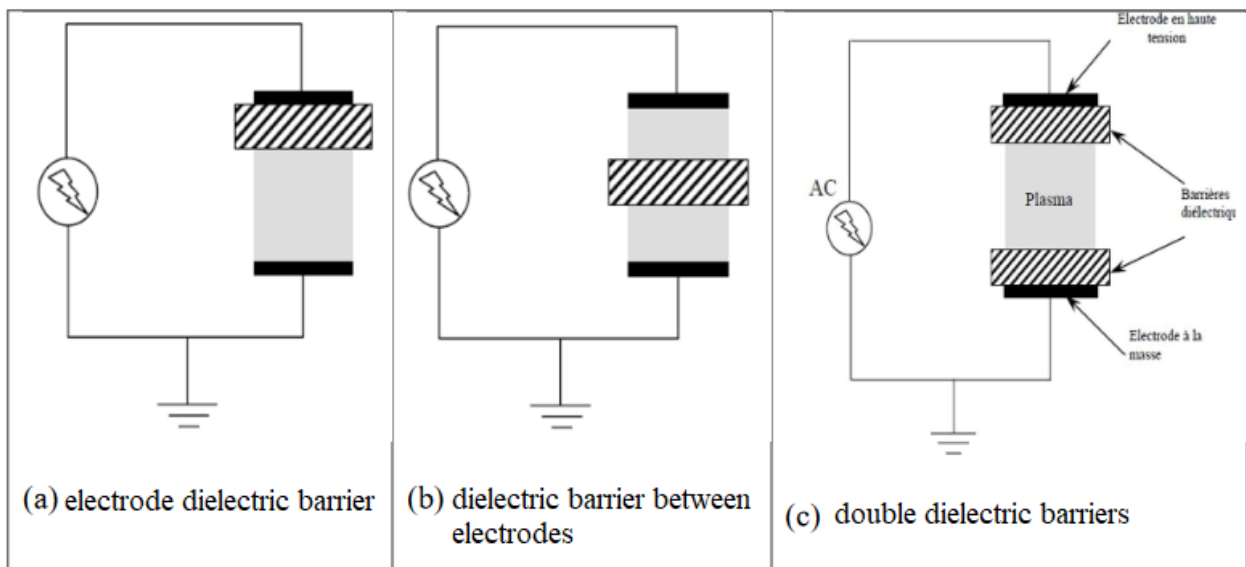 Electrode en haute
tension
AC
Plasma
Barrières
diélectriqu
Electrode à la
masse
(a) electrode dielectric barrier
(b) dielectric barrier between
electrodes
(c) double dielectric barriers